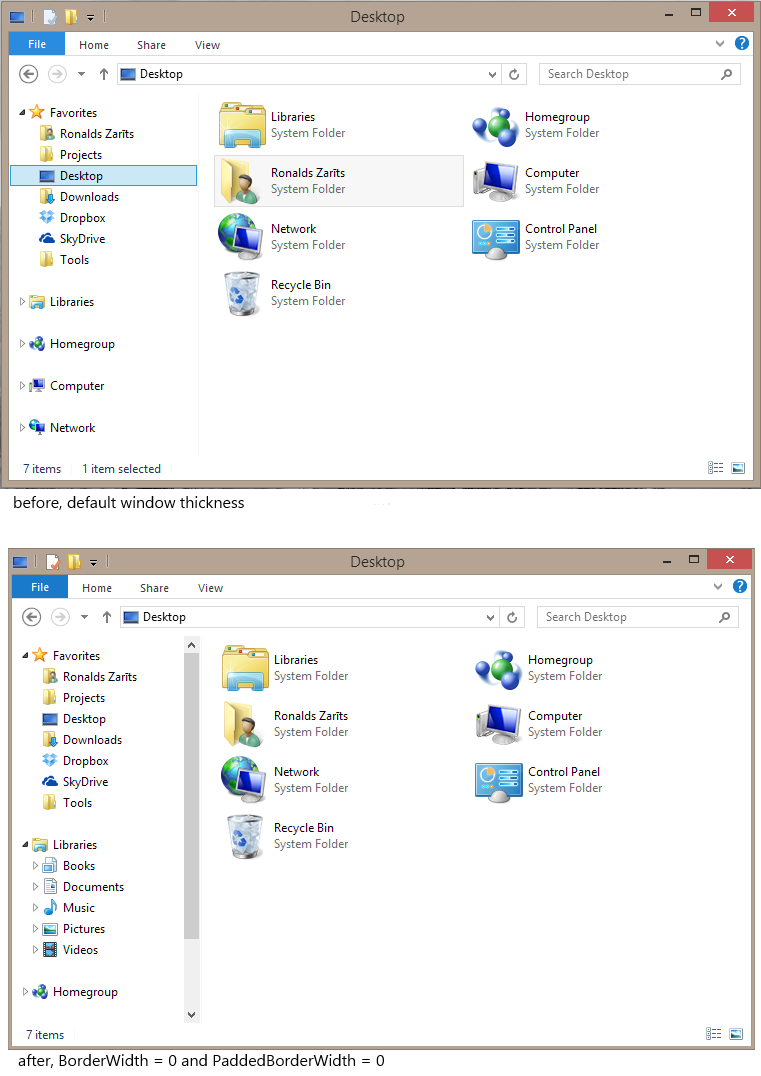 Desktop
File Home Share View
Desktop Search Desktop
Favorites
Ronalds Zarīts
Projects
Desktop
Downloads
Dropbox
SkyDrive
Tools
Libraries
Homegroup
Computer
Network
Libraries
System Folder
Homegroup
System Folder
Ronalds Zarīts
System Folder
Computer
System Folder
Network
System Folder
Control Panel
System Folder
Recycle Bin
System Folder
7 items 1 item selected
before, default window thickness
Desktop
File Home Share View
Desktop Search Desktop
Favorites
Ronalds Zarīts
Projects
Desktop
Downloads
Dropbox
SkyDrive
Tools
Libraries
Books
Documents
Music
Pictures
Videos
Homegroup
Libraries
System Folder
Homegroup
System Folder
Ronalds Zarīts
System Folder
Computer
System Folder
Network
System Folder
Control Panel
System Folder
Recycle Bin
System Folder
7 items
after, BorderWidth = 0 and PaddedBorderWidth = 0